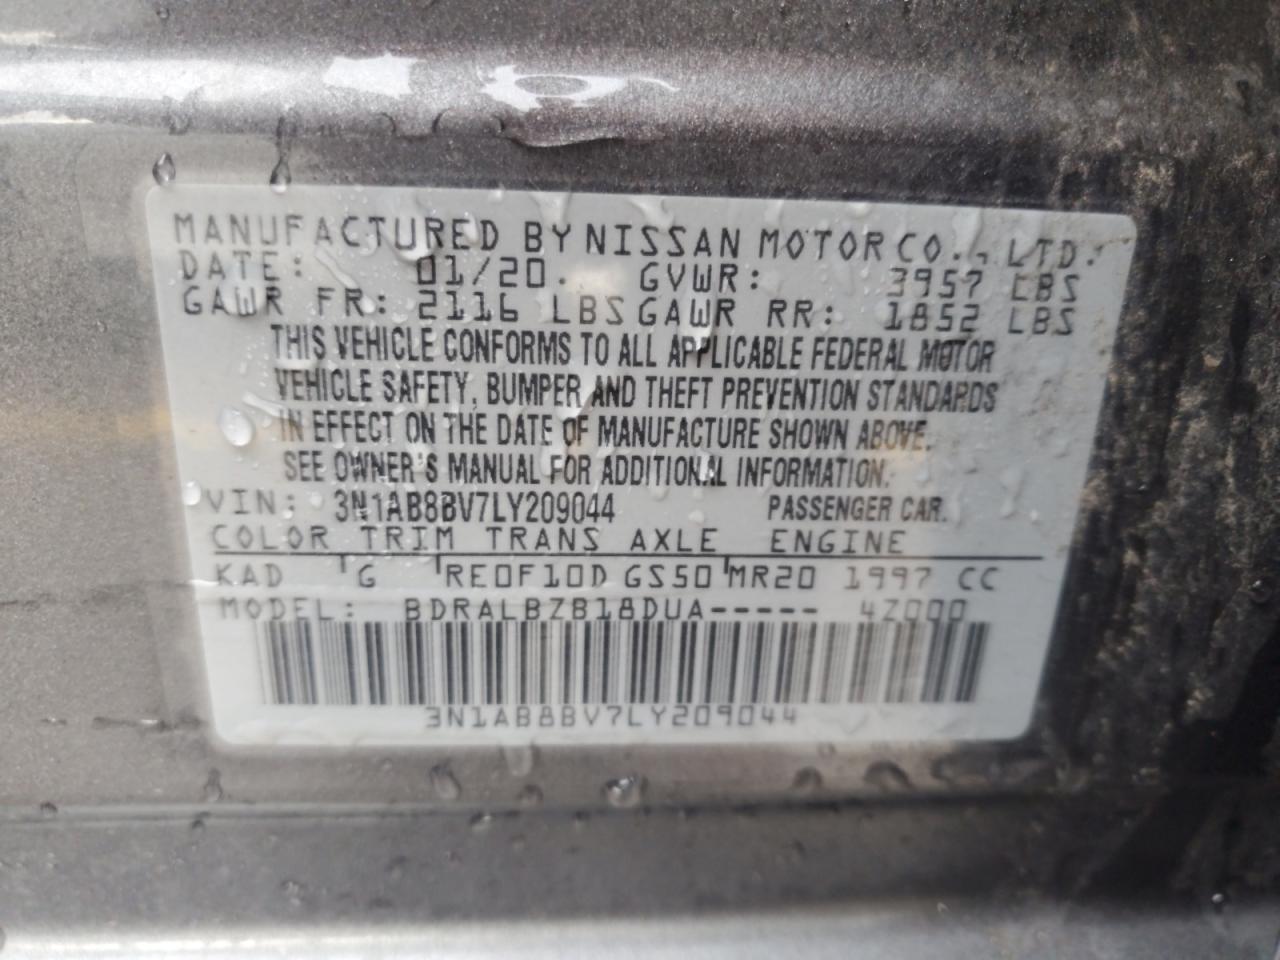 MANUFACTURED BY NISSAN MOTOR CO., LTD.
DATE: 01/20. GVWR: 3957 LBS
GAWR FR: 2116 LBS GAWR RR: 1852 LBS
THIS VEHICLE CONFORMS TO ALL APPLICABLE FEDERAL MOTOR
VEHICLE SAFETY, BUMPER AND THEFT PREVENTION STANDARDS
IN EFFECT ON THE DATE OF MANUFACTURE SHOWN ABOVE.
SEE OWNER'S MANUAL FOR ADDITIONAL INFORMATION.
VIN: 3N1AB8BV7LY209044 PASSENGER CAR.
COLOR TRIM TRANS AXLE ENGINE
KAD G RE0F10D GS50 MR20 1997 CC
MODEL: BDRALBZB18DUA----- 4Z000
3N1AB8BV7LY209044